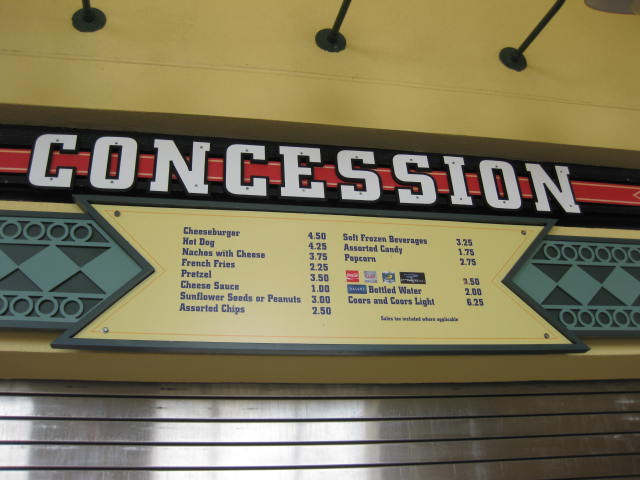 CONCESSION
Cheeseburger 4.50
Hot Dog 4.25
Nachos with Cheese 3.75
French Fries 2.25
Pretzel 3.50
Cheese Sauce 1.00
Sunflower Seeds or Peanuts 3.00
Assorted Chips 2.50
Soft Frozen Beverages 3.25
Assorted Candy 1.75
Popcorn 2.75
3.50
Bottled Water 2.00
Coors and Coors Light 6.25
Sales tax included where applicable